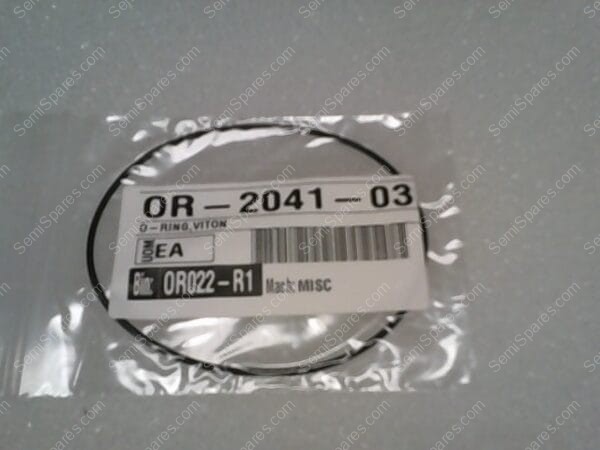 OR-2041-03
O-RING, VITON
UOM EA
Bin: OR022-R1 Mach: MISC
SemiSpares.com